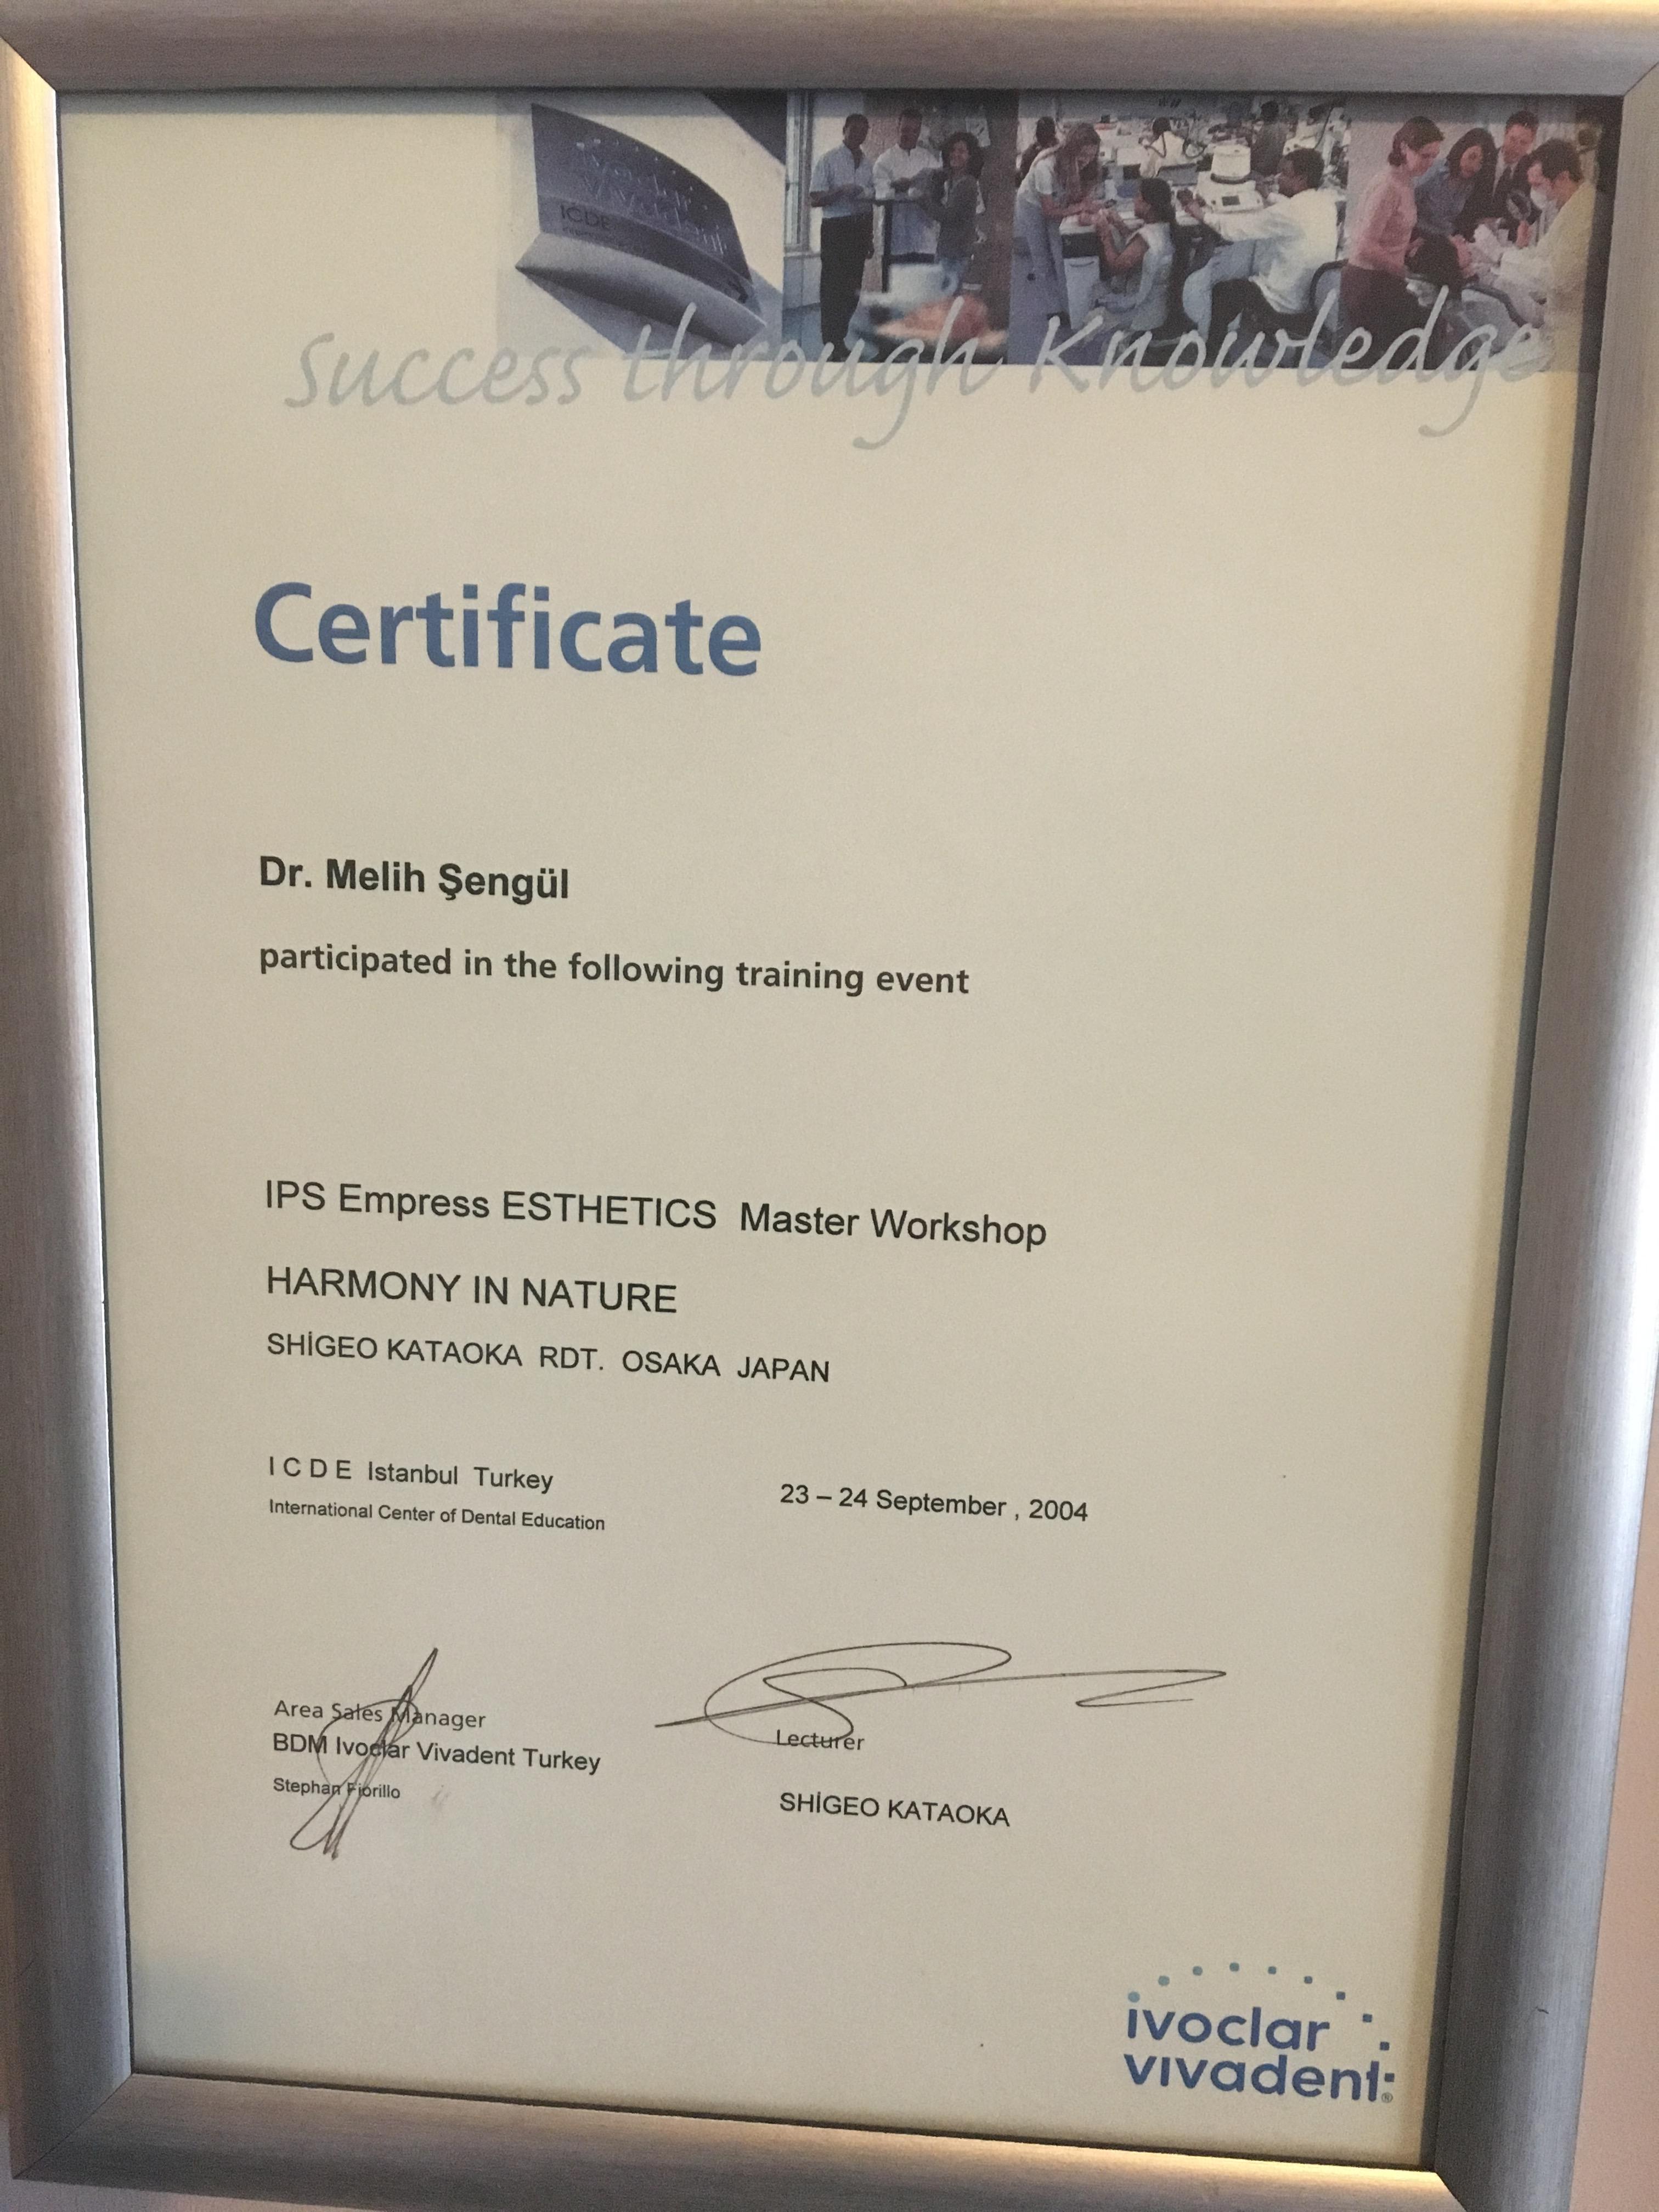 ivoclar
vivadent
ICDE
Success through Knowledge
Certificate
Dr. Melih Şengül
participated in the following training event
IPS Empress ESTHETICS Master Workshop
HARMONY IN NATURE
SHİGEO KATAOKA RDT. OSAKA JAPAN
I C D E Istanbul Turkey
23 – 24 September , 2004
International Center of Dental Education
Area Sales Manager
BDM Ivoclar Vivadent Turkey
Stephan Fiorillo
Lecturer
SHİGEO KATAOKA
ivoclar
vivadent:®